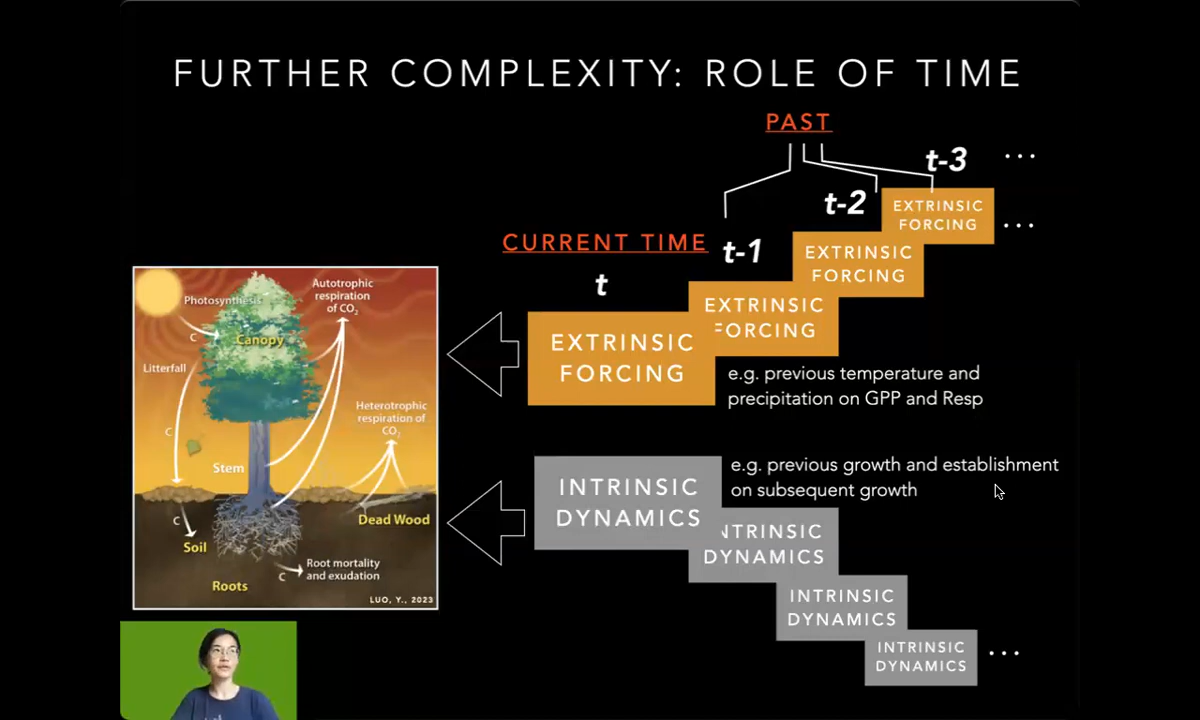 FURTHER COMPLEXITY: ROLE OF TIME
PAST
t-3 ...
t-2
EXTRINSIC
FORCING
...
CURRENT TIME
t-1
EXTRINSIC
FORCING
t
EXTRINSIC
FORCING
EXTRINSIC
FORCING
e.g. previous temperature and
precipitation on GPP and Resp
Photosynthesis
Autotrophic
respiration
of CO₂
C
Canopy
Litterfall
Heterotrophic
respiration of
CO₂
C
Stem
Dead Wood
C
Soil
Root mortality
and exudation
C
Roots
LUO, Y., 2023
INTRINSIC
DYNAMICS
e.g. previous growth and establishment
on subsequent growth
NTRINSIC
DYNAMICS
INTRINSIC
DYNAMICS
INTRINSIC
DYNAMICS
...